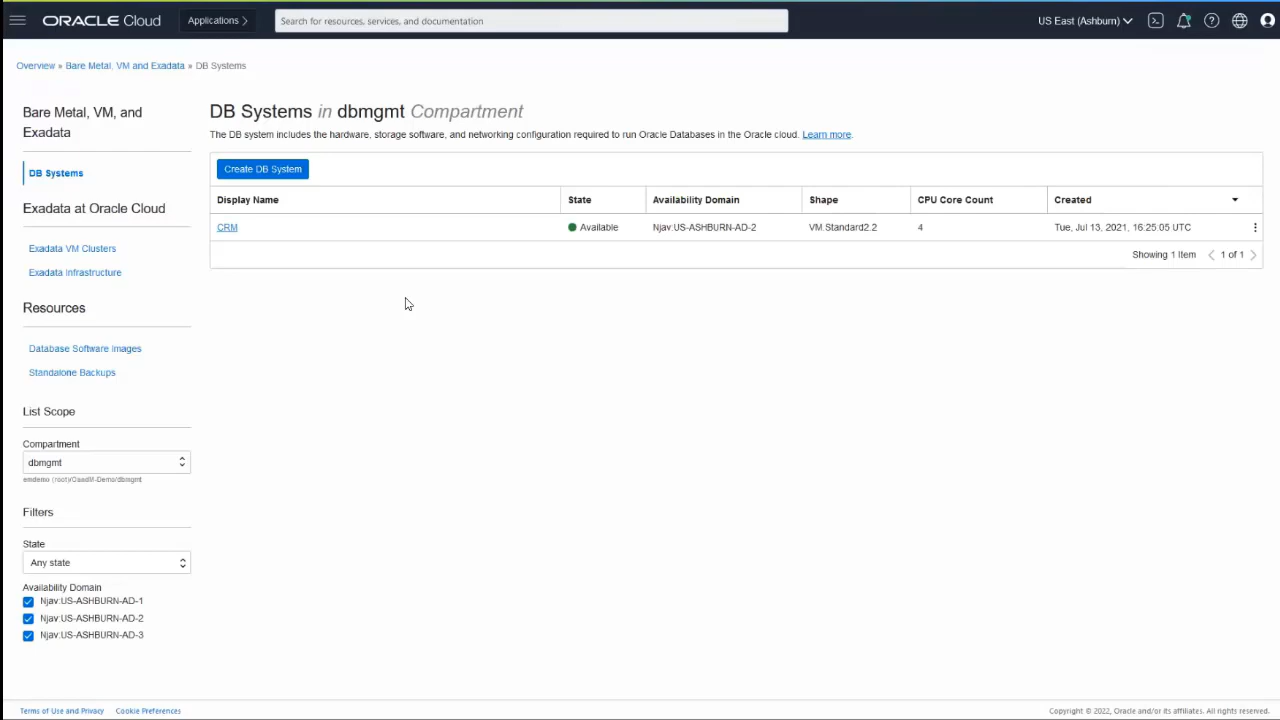 ORACLE Cloud
Applications
Search for resources, services, and documentation
US East (Ashburn)
Overview » Bare Metal, VM and Exadata » DB Systems
Bare Metal, VM, and
Exadata
DB Systems
Exadata at Oracle Cloud
Exadata VM Clusters
Exadata Infrastructure
Resources
Database Software Images
Standalone Backups
List Scope
Compartment
dbmgmt
emdemo (root)/OandM-Demo/dbmgmt
Filters
State
Any state
Availability Domain
Njav:US-ASHBURN-AD-1
Njav:US-ASHBURN-AD-2
Njav:US-ASHBURN-AD-3
DB Systems in dbmgmt Compartment
The DB system includes the hardware, storage software, and networking configuration required to run Oracle Databases in the Oracle cloud. Learn more.
Create DB System
Display Name State Availability Domain Shape CPU Core Count Created
CRM Available Njav:US-ASHBURN-AD-2 VM.Standard2.2 4 Tue, Jul 13, 2021, 16:25:05 UTC
Showing 1 Item 1 of 1
Terms of Use and Privacy Cookie Preferences
Copyright © 2022, Oracle and/or its affiliates. All rights reserved.